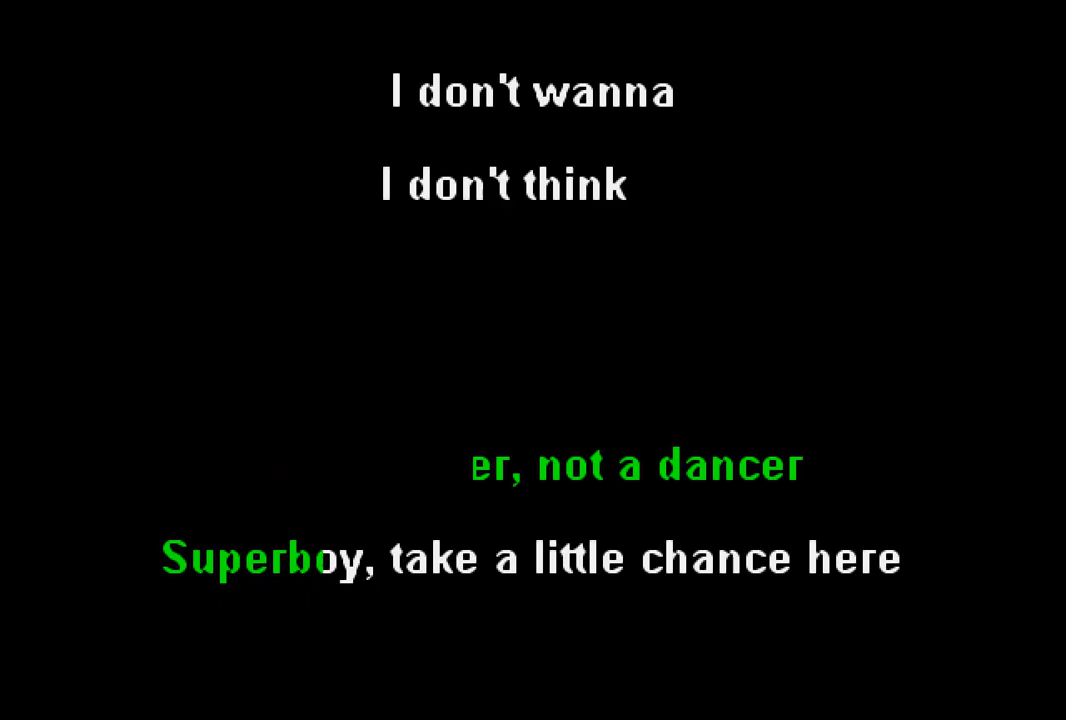 I don't wanna
I don't think
er, not a dancer
Superboy, take a little chance here